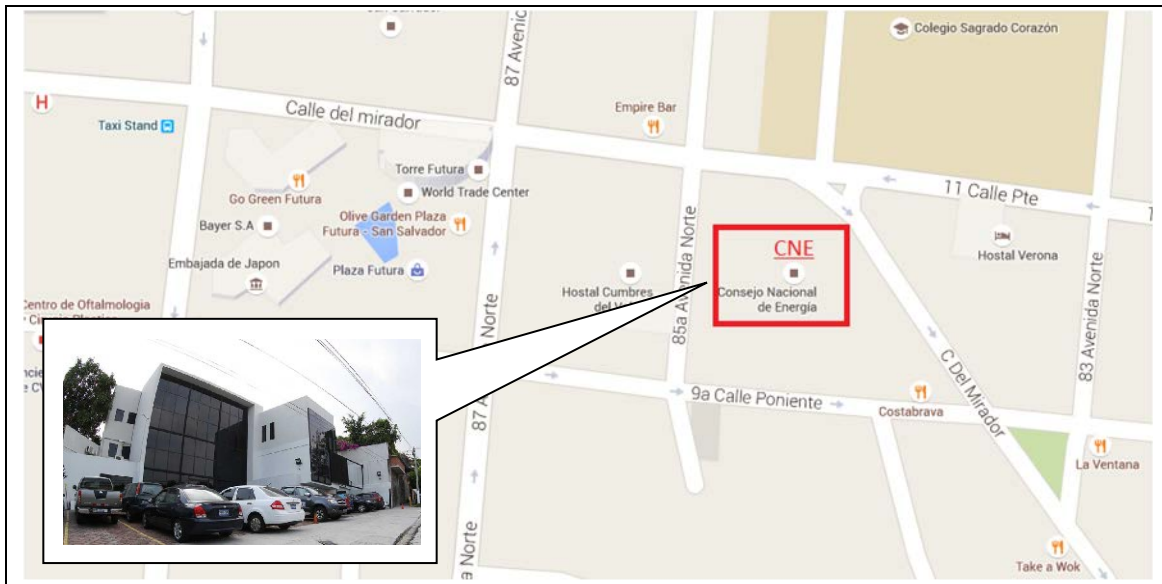 87 Avenid
Colegio Sagrado Corazón
H
Taxi Stand
Calle del mirador
Empire Bar
Torre Futura
World Trade Center
Go Green Futura
11 Calle Pte
Bayer S.A
Olive Garden Plaza
Futura - San Salvador
Embajada de Japon
Plaza Futura
85a Avenida Norte
CNE
Consejo Nacional
de Energía
Hostal Verona
Hostal Cumbres
del
Centro de Oftalmologia
Norte
83 Avenida Norte
9a Calle Poniente
C Del Mirador
Costabrava
87 A
La Ventana
a Norte
Take a Wok